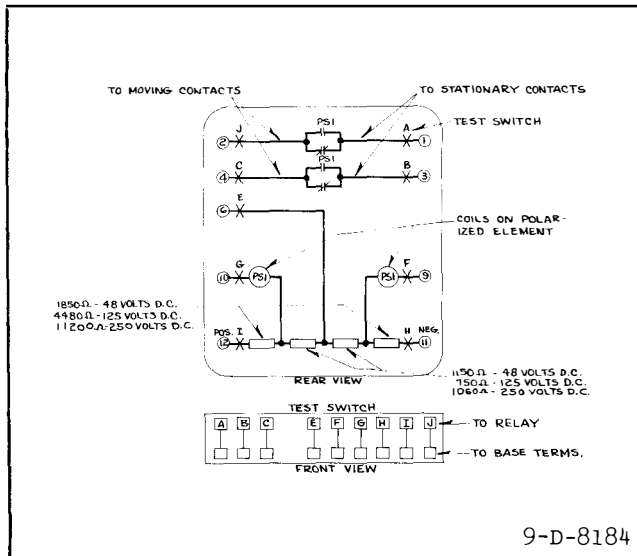 TO MOVING CONTACTS
TO STATIONARY CONTACTS
PS1
J
A
TEST SWITCH
2
1
PS1
C
B
4
3
E
6
COILS ON POLAR-
IZED ELEMENT
G
F
10
PS1
PS1
9
1850Ω - 48 VOLTS D.C.
4480Ω - 125 VOLTS D.C.
11200Ω - 250 VOLTS D.C.
POS. I
H NEG.
12
11
1150Ω - 48 VOLTS D.C.
750Ω - 125 VOLTS D.C.
1060Ω - 250 VOLTS D.C.
REAR VIEW
TEST SWITCH
A B C E F G H I J
TO RELAY
TO BASE TERMS.
FRONT VIEW
9-D-8184